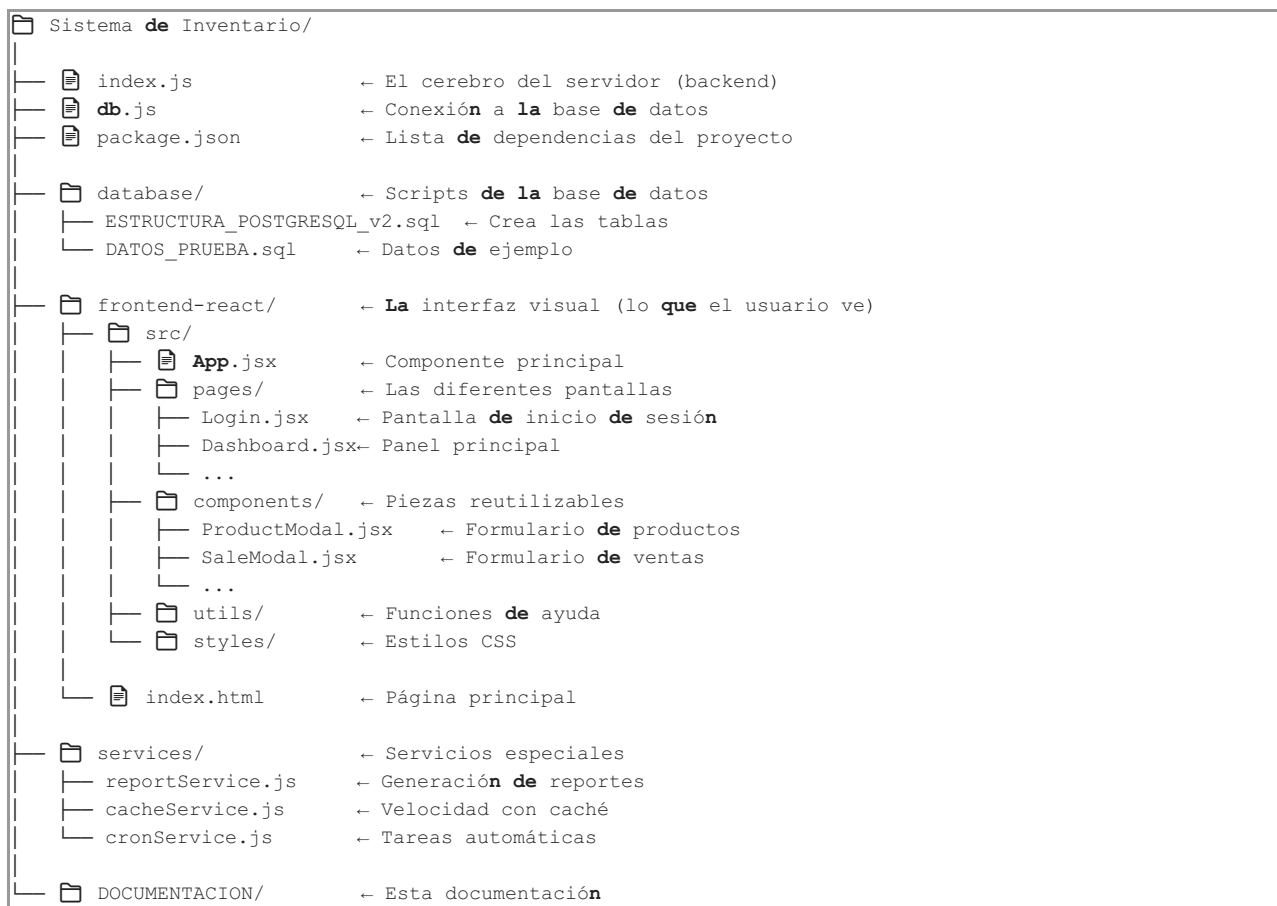 📁 Sistema de Inventario/
│
├── 📄 index.js ← El cerebro del servidor (backend)
├── 📄 db.js ← Conexión a la base de datos
├── 📄 package.json ← Lista de dependencias del proyecto
│
├── 📁 database/ ← Scripts de la base de datos
│ ├── ESTRUCTURA_POSTGRESQL_v2.sql ← Crea las tablas
│ └── DATOS_PRUEBA.sql ← Datos de ejemplo
│
├── 📁 frontend-react/ ← La interfaz visual (lo que el usuario ve)
│ ├── 📁 src/
│ │ ├── 📄 App.jsx ← Componente principal
│ │ ├── 📁 pages/ ← Las diferentes pantallas
│ │ │ ├── Login.jsx ← Pantalla de inicio de sesión
│ │ │ ├── Dashboard.jsx← Panel principal
│ │ │ └── ...
│ │ ├── 📁 components/ ← Piezas reutilizables
│ │ │ ├── ProductModal.jsx ← Formulario de productos
│ │ │ ├── SaleModal.jsx ← Formulario de ventas
│ │ │ └── ...
│ │ ├── 📁 utils/ ← Funciones de ayuda
│ │ └── 📁 styles/ ← Estilos CSS
│ │
│ └── 📄 index.html ← Página principal
│
├── 📁 services/ ← Servicios especiales
│ ├── reportService.js ← Generación de reportes
│ ├── cacheService.js ← Velocidad con caché
│ └── cronService.js ← Tareas automáticas
│
└── 📁 DOCUMENTACION/ ← Esta documentación